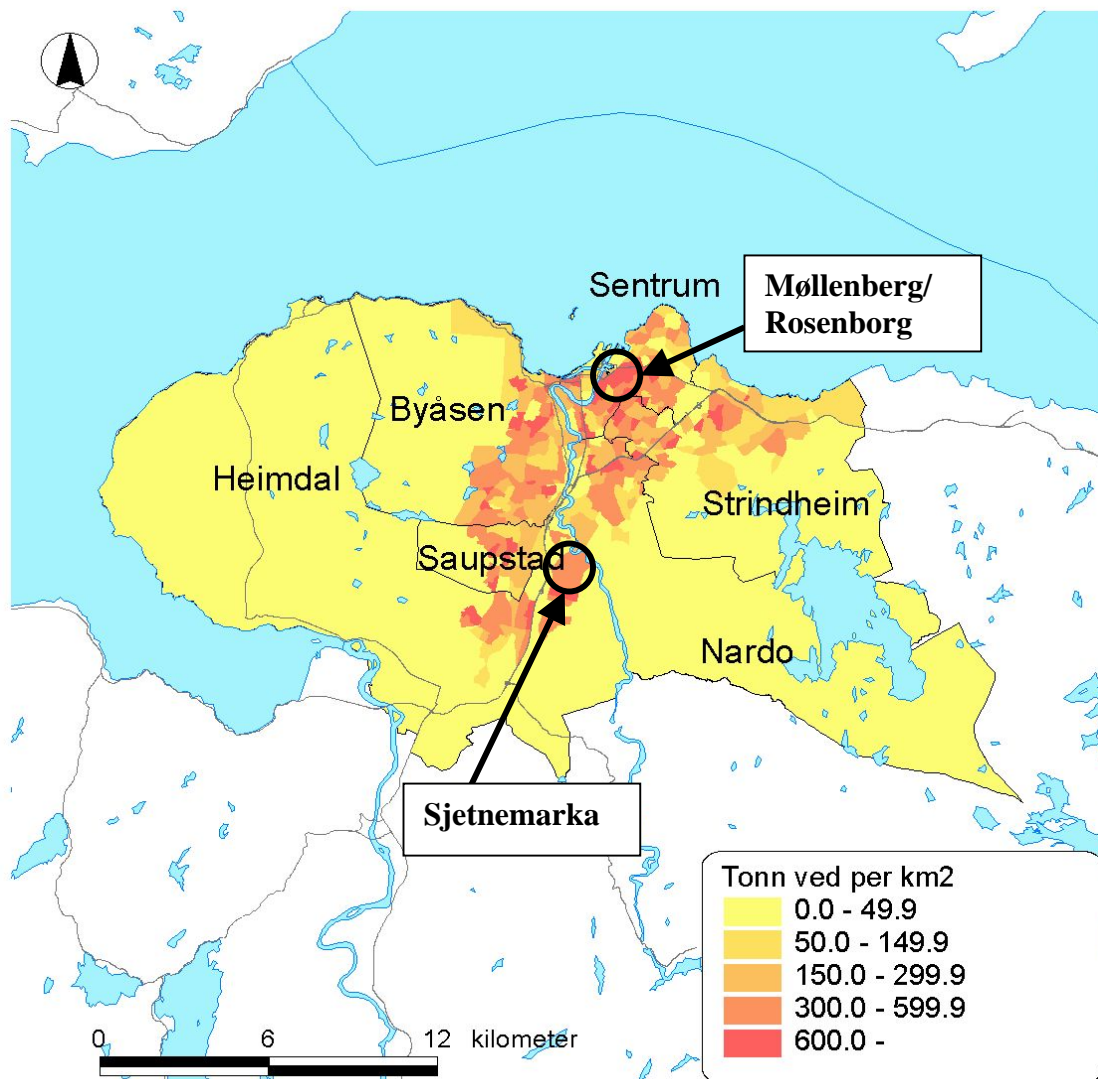 Sentrum
Møllenberg/
Rosenborg
Byåsen
Heimdal
Strindheim
Saupstad
Nardo
Sjetnemarka
Tonn ved per km2
0.0 - 49.9
50.0 - 149.9
150.0 - 299.9
300.0 - 599.9
600.0 -
0 6 12 kilometer